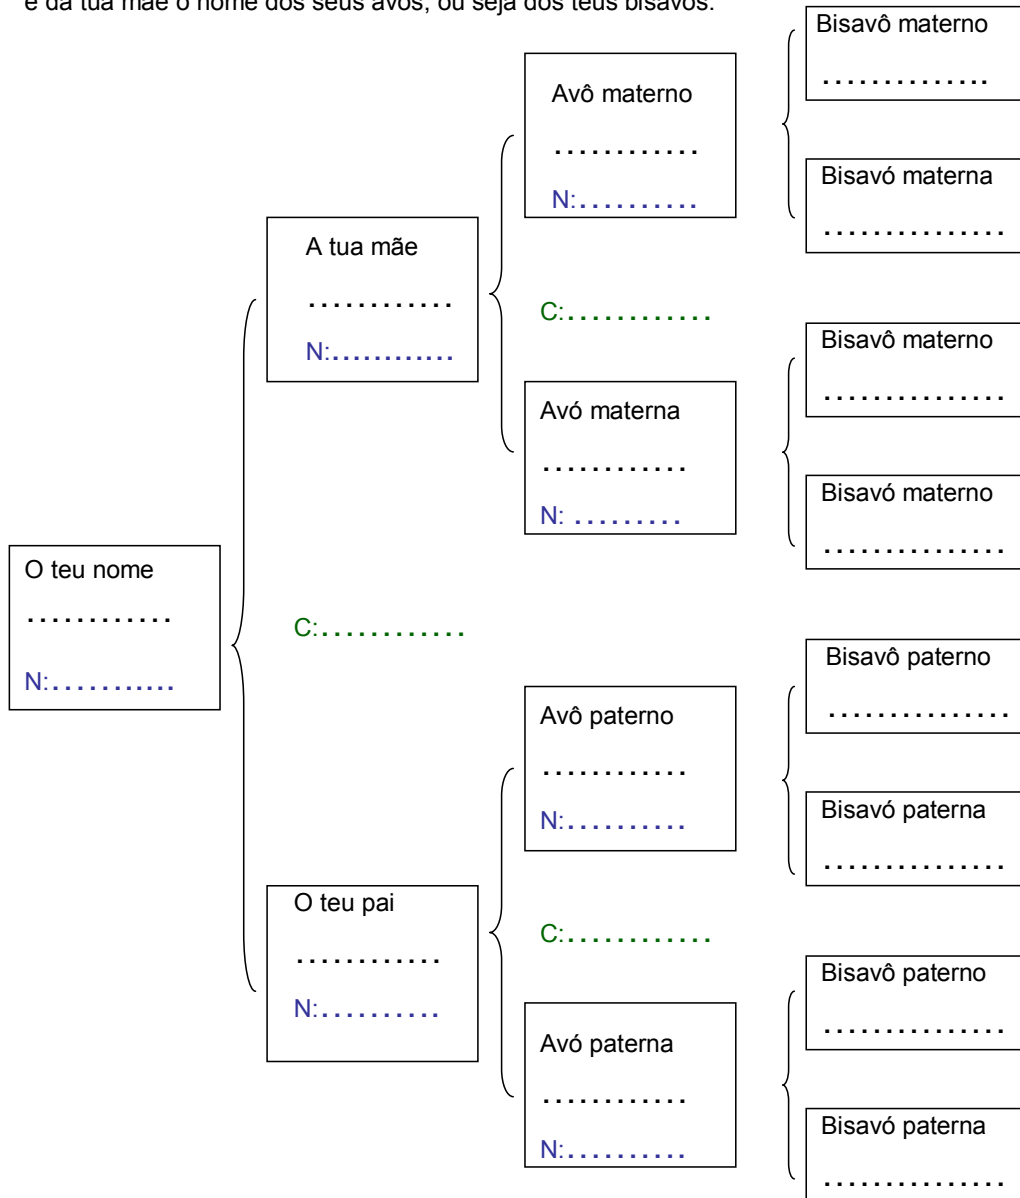 e da tua mãe o nome dos seus avós, ou seja dos teus bisavós.
Bisavô materno
..............
Avô materno
............
N:..........
Bisavó materna
...............
A tua mãe
............
N:............
C:............
Bisavô materno
...............
Avó materna
............
N: .........
Bisavó materno
...............
O teu nome
............
N:...........
C:............
Bisavô paterno
...............
Avô paterno
............
N:..........
Bisavó paterna
...............
O teu pai
............
N:..........
C:............
Bisavô paterno
...............
Avó paterna
............
N:..........
Bisavó paterna
...............